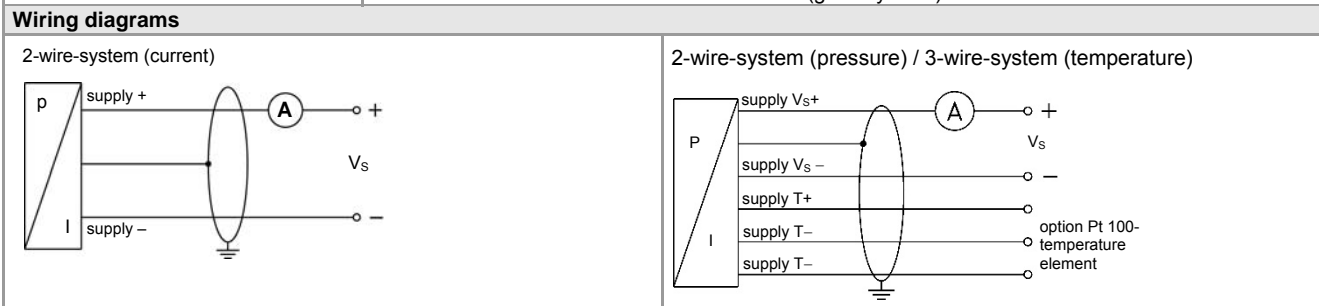 Wiring diagrams
2-wire-system (current)
p
supply +
A
+
VS
I
supply –
–
2-wire-system (pressure) / 3-wire-system (temperature)
supply VS+
A
+
P
VS
supply VS –
–
supply T+
I
supply T–
supply T–
option Pt 100-
temperature
element